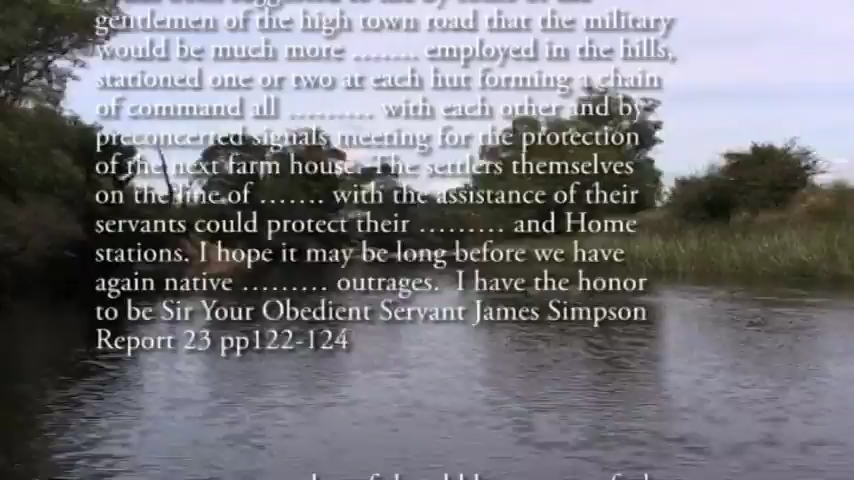 gentlemen of the high town road that the military
would be much more ........ employed in the hills,
stationed one or two at each hut forming a chain
of command all ......... with each other and by
preconcerred signals meeting for the protection
of the next farm house. The settlers themselves
on the line of ....... with the assistance of their
servants could protect their ......... and Home
stations. I hope it may be long before we have
again native ......... outrages. I have the honor
to be Sir Your Obedient Servant James Simpson
Report 23 pp122-124